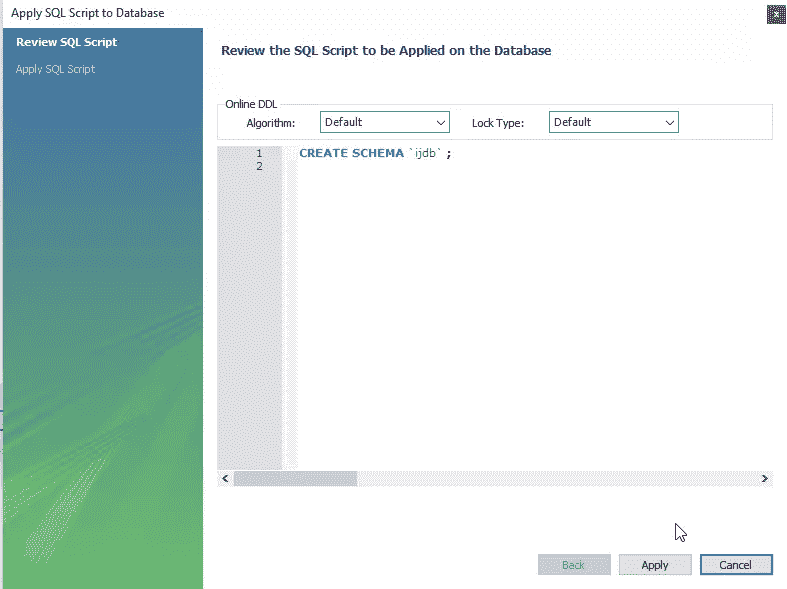 Apply SQL Script to Database
Review SQL Script
Apply SQL Script
Review the SQL Script to be Applied on the Database
Online DDL
Algorithm: Default Lock Type: Default
1 CREATE SCHEMA `ijdb` ;
2
Back Apply Cancel